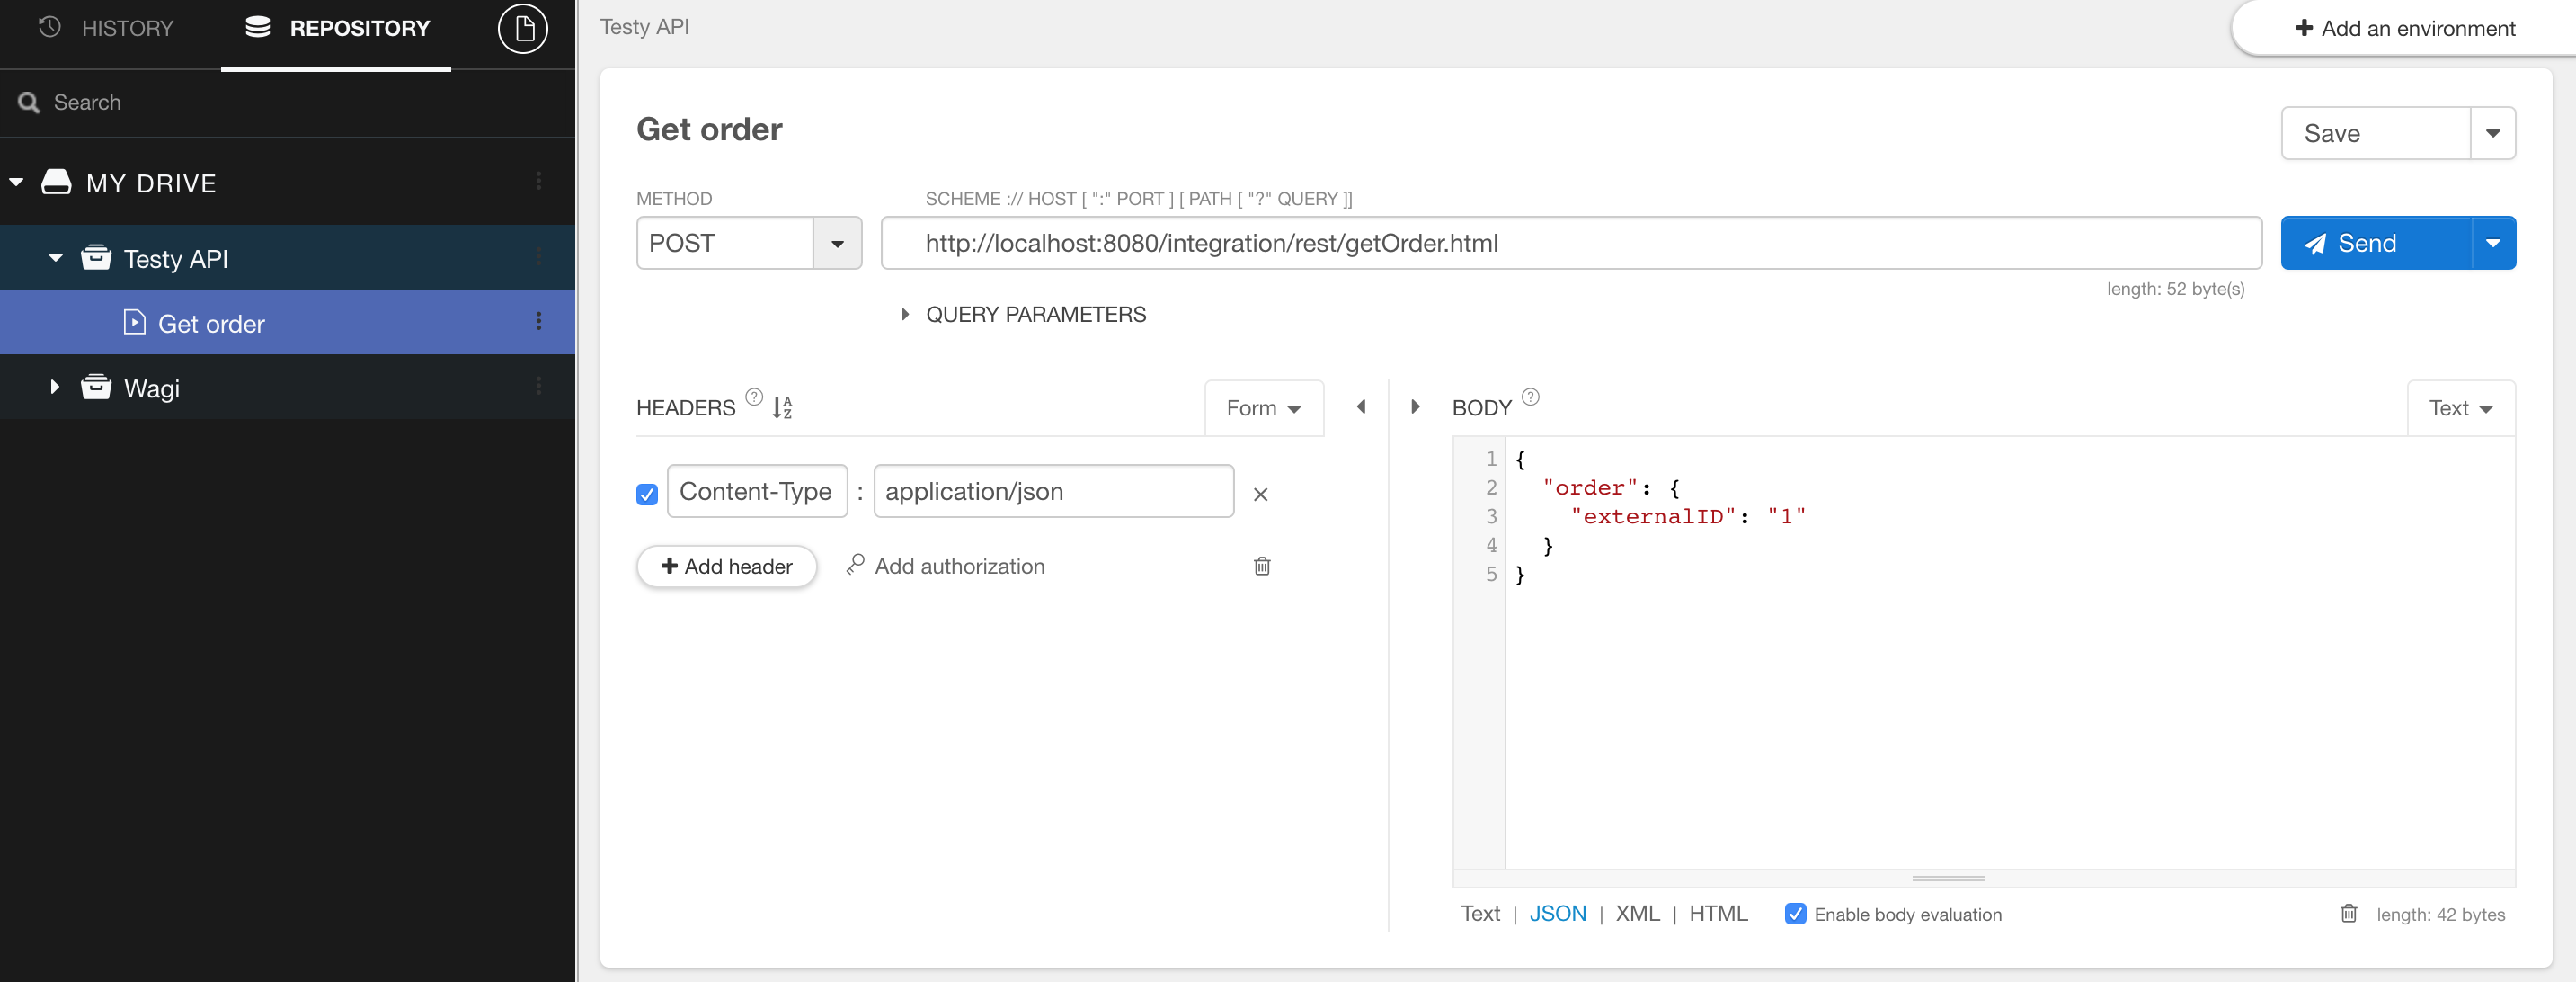 HISTORY
REPOSITORY
Search
MY DRIVE
Testy API
Get order
Wagi
Testy API
+ Add an environment
Get order
Save
METHOD
SCHEME :// HOST [ ":" PORT ] [ PATH [ "?" QUERY ]]
POST
http://localhost:8080/integration/rest/getOrder.html
Send
length: 52 byte(s)
QUERY PARAMETERS
HEADERS ?
Form
Content-Type : application/json
+ Add header
Add authorization
BODY ?
Text
1 {
2 "order": {
3 "externalID": "1"
4 }
5 }
Text | JSON | XML | HTML
Enable body evaluation
length: 42 bytes